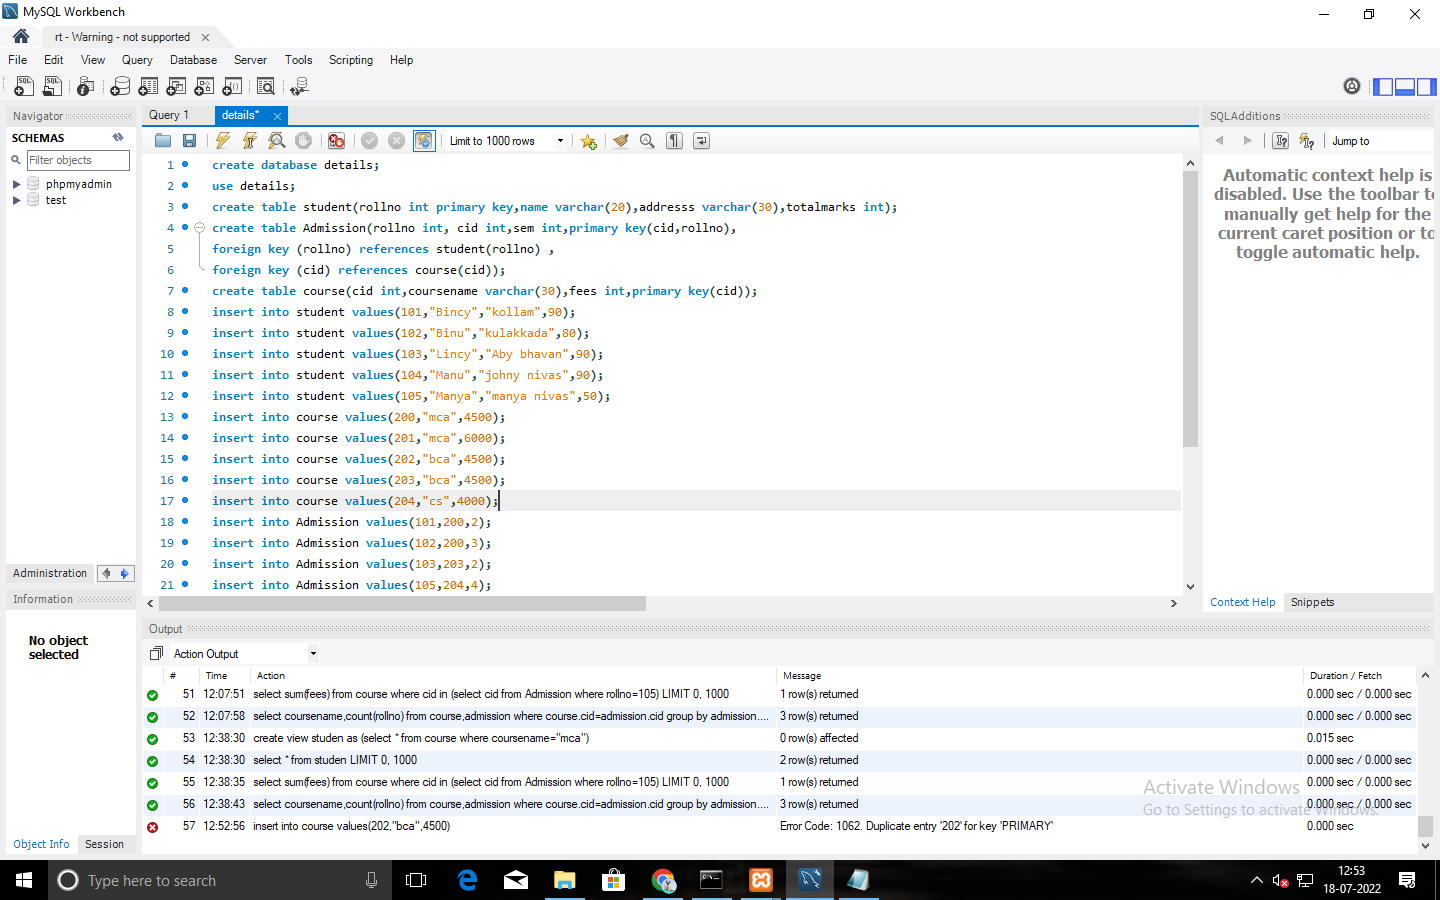 MySQL Workbench
rt - Warning - not supported
File Edit View Query Database Server Tools Scripting Help
Navigator
SCHEMAS
Filter objects
phpmyadmin
test
Administration
Information
No object
selected
Object Info Session
Query 1 details*
Limit to 1000 rows
1 create database details;
2 use details;
3 create table student(rollno int primary key,name varchar(20),addresss varchar(30),totalmarks int);
4 create table Admission(rollno int, cid int,sem int,primary key(cid,rollno),
5 foreign key (rollno) references student(rollno) ,
6 foreign key (cid) references course(cid));
7 create table course(cid int,coursename varchar(30),fees int,primary key(cid));
8 insert into student values(101,"Bincy","kollam",90);
9 insert into student values(102,"Binu","kulakkada",80);
10 insert into student values(103,"Lincy","Aby bhavan",90);
11 insert into student values(104,"Manu","johny nivas",90);
12 insert into student values(105,"Manya","manya nivas",50);
13 insert into course values(200,"mca",4500);
14 insert into course values(201,"mca",6000);
15 insert into course values(202,"bca",4500);
16 insert into course values(203,"bca",4500);
17 insert into course values(204,"cs",4000);
18 insert into Admission values(101,200,2);
19 insert into Admission values(102,200,3);
20 insert into Admission values(103,203,2);
21 insert into Admission values(105,204,4);
SQLAdditions
Jump to
Automatic context help is
disabled. Use the toolbar to
manually get help for the
current caret position or to
toggle automatic help.
Context Help Snippets
Output
Action Output
# Time Action Message Duration / Fetch
51 12:07:51 select sum(fees) from course where cid in (select cid from Admission where rollno=105) LIMIT 0, 1000 1 row(s) returned 0.000 sec / 0.000 sec
52 12:07:58 select coursename,count(rollno) from course,admission where course.cid=admission.cid group by admission.... 3 row(s) returned 0.000 sec / 0.000 sec
53 12:38:30 create view studen as (select * from course where coursename="mca") 0 row(s) affected 0.015 sec
54 12:38:30 select * from studen LIMIT 0, 1000 2 row(s) returned 0.000 sec / 0.000 sec
55 12:38:35 select sum(fees) from course where cid in (select cid from Admission where rollno=105) LIMIT 0, 1000 1 row(s) returned 0.000 sec / 0.000 sec
56 12:38:43 select coursename,count(rollno) from course,admission where course.cid=admission.cid group by admission.... 3 row(s) returned 0.000 sec / 0.000 sec
57 12:52:56 insert into course values(202,"bca",4500) Error Code: 1062. Duplicate entry '202' for key 'PRIMARY' 0.000 sec
Activate Windows
Go to Settings to activate Windows.
Type here to search
12:53
18-07-2022